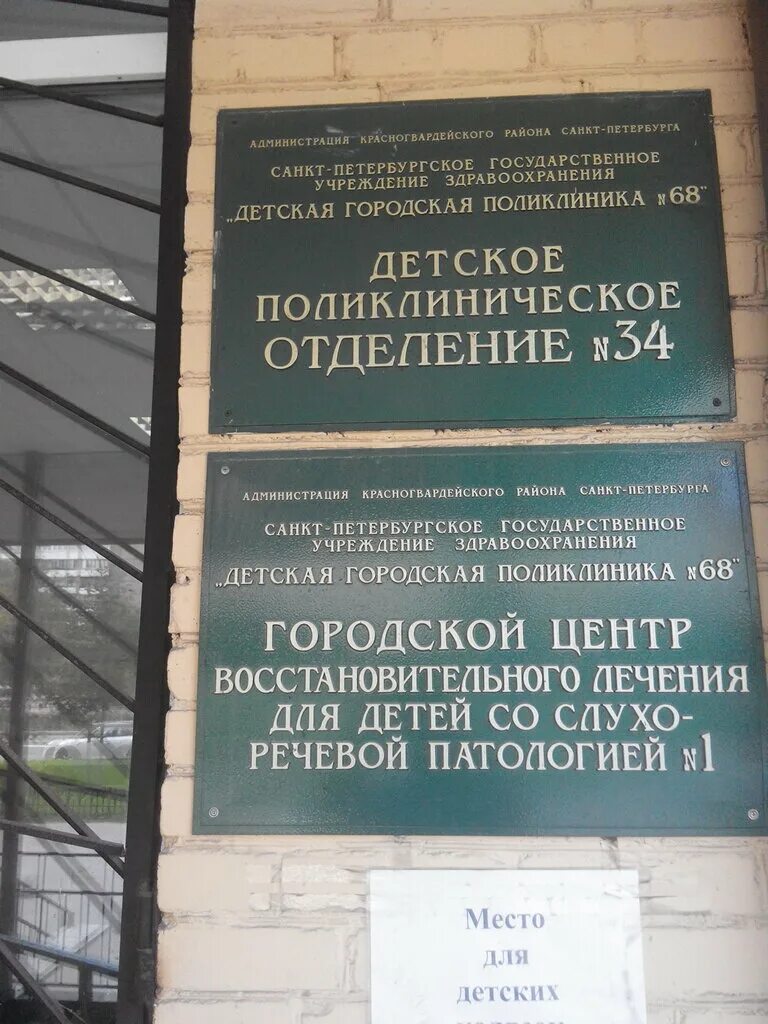 АДМИНИСТРАЦИЯ КРАСНОГВАРДЕЙСКОГО РАЙОНА САНКТ-ПЕТЕРБУРГА
САНКТ-ПЕТЕРБУРГСКОЕ ГОСУДАРСТВЕННОЕ
УЧРЕЖДЕНИЕ ЗДРАВООХРАНЕНИЯ
„ДЕТСКАЯ ГОРОДСКАЯ ПОЛИКЛИНИКА №68"
ДЕТСКОЕ
ПОЛИКЛИНИЧЕСКОЕ
ОТДЕЛЕНИЕ №34
АДМИНИСТРАЦИЯ КРАСНОГВАРДЕЙСКОГО РАЙОНА САНКТ-ПЕТЕРБУРГА
САНКТ-ПЕТЕРБУРГСКОЕ ГОСУДАРСТВЕННОЕ
УЧРЕЖДЕНИЕ ЗДРАВООХРАНЕНИЯ
„ДЕТСКАЯ ГОРОДСКАЯ ПОЛИКЛИНИКА №68"
ГОРОДСКОЙ ЦЕНТР
ВОССТАНОВИТЕЛЬНОГО ЛЕЧЕНИЯ
ДЛЯ ДЕТЕЙ СО СЛУХО-
РЕЧЕВОЙ ПАТОЛОГИЕЙ №1
Место
для
детских